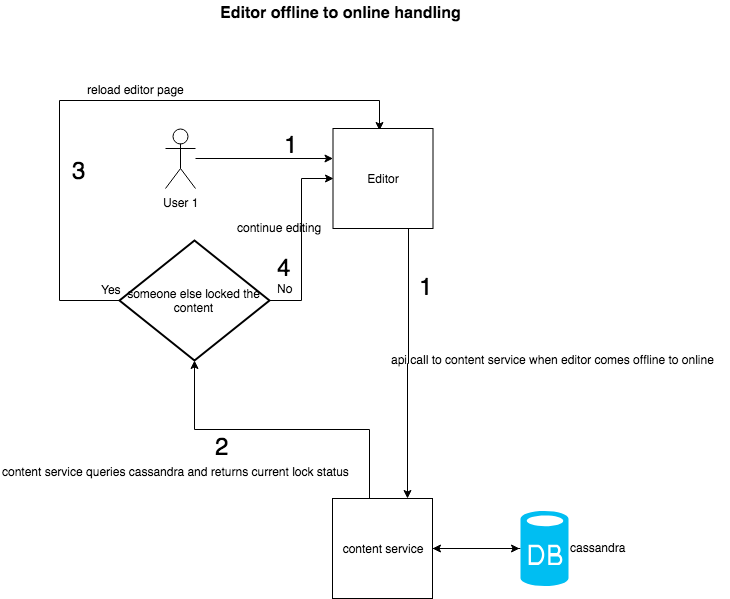 Editor offline to online handling
reload editor page
1
3
Editor
User 1
continue editing
4
Yes
No
someone else locked the
content
1
api call to content service when editor comes offline to online
2
content service queries cassandra and returns current lock status
content service
DB
cassandra